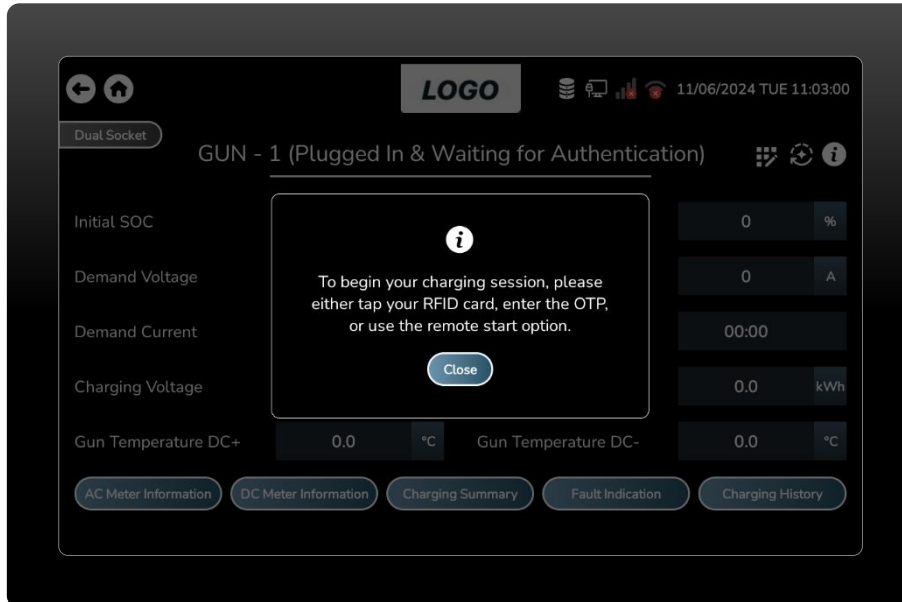 LOGO
11/06/2024 TUE 11:03:00
Dual Socket
GUN - 1 (Plugged In & Waiting for Authentication)
Initial SOC
0 %
Demand Voltage
0 A
Demand Current
00:00
Charging Voltage
0.0 kWh
Gun Temperature DC+ 0.0 °C Gun Temperature DC- 0.0 °C
i
To begin your charging session, please
either tap your RFID card, enter the OTP,
or use the remote start option.
Close
AC Meter Information DC Meter Information Charging Summary Fault Indication Charging History